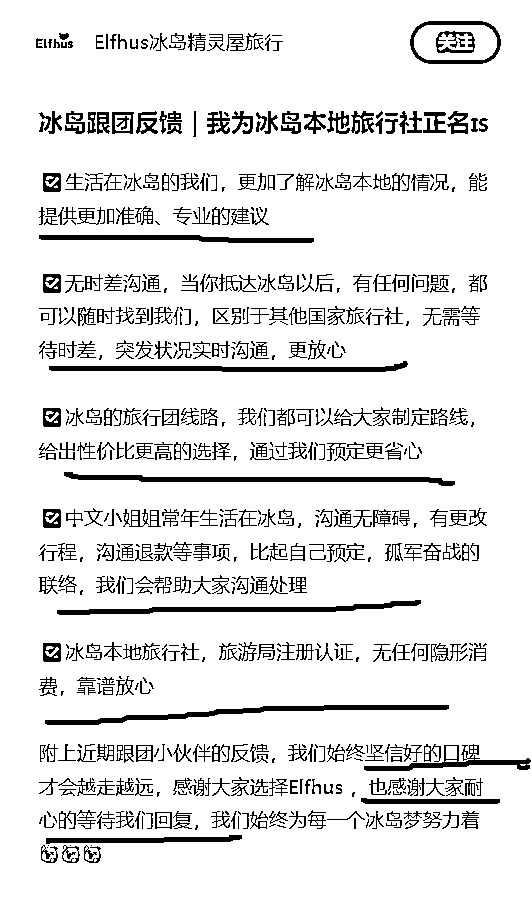 Elfhus Elfhus冰岛精灵屋旅行 关注
冰岛跟团反馈｜我为冰岛本地旅行社正名IS
生活在冰岛的我们，更加了解冰岛本地的情况，能
提供更加准确、专业的建议
无时差沟通，当你抵达冰岛以后，有任何问题，都
可以随时找到我们，区别于其他国家旅行社，无需等
待时差，突发状况实时沟通，更放心
冰岛的旅行团线路，我们都可以给大家制定路线，
给出性价比更高的选择，通过我们预定更省心
中文小姐姐常年生活在冰岛，沟通无障碍，有更改
行程，沟通退款等事项，比起自己预定，孤军奋战的
联络，我们会帮助大家沟通处理
冰岛本地旅行社，旅游局注册认证，无任何隐形消
费，靠谱放心
附上近期跟团小伙伴的反馈，我们始终坚信好的口碑
才会越走越远，感谢大家选择Elfhus ，也感谢大家耐
心的等待我们回复，我们始终为每一个冰岛梦努力着